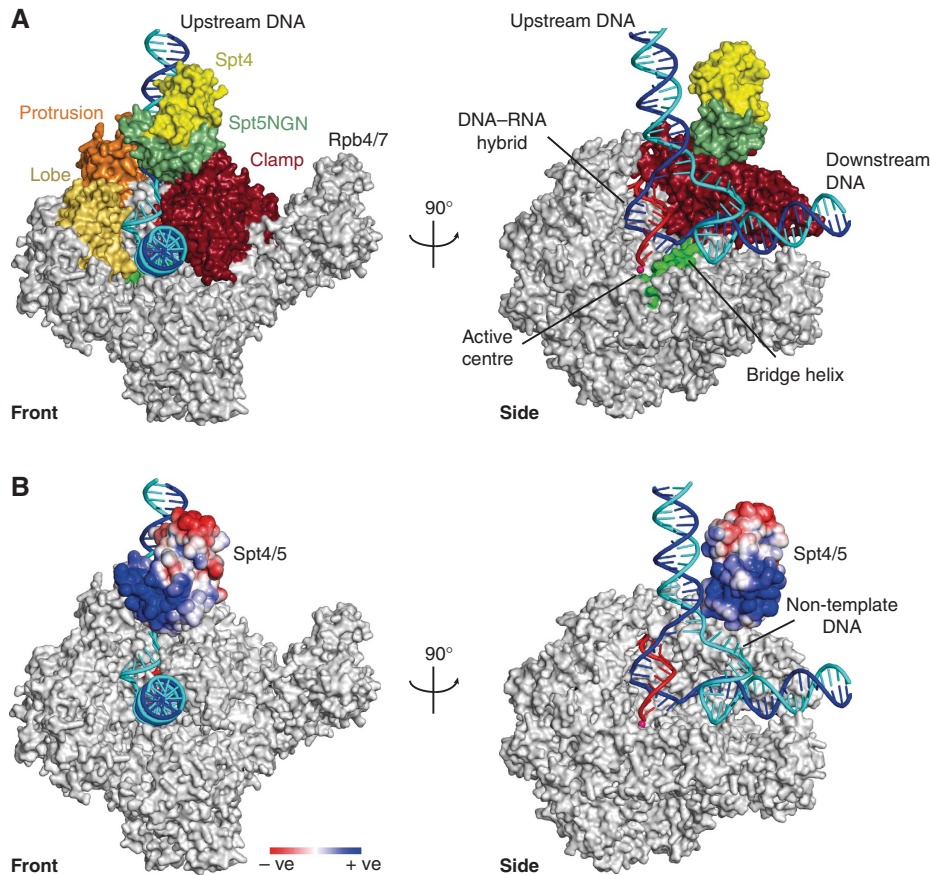 A
Upstream DNA
Spt4
Protrusion
Spt5NGN
Rpb4/7
Clamp
Lobe
90°
Front
Upstream DNA
DNA–RNA
hybrid
Downstream
DNA
Active
centre
Bridge helix
Side
B
Spt4/5
90°
– ve
+ ve
Front
Spt4/5
Non-template
DNA
Side